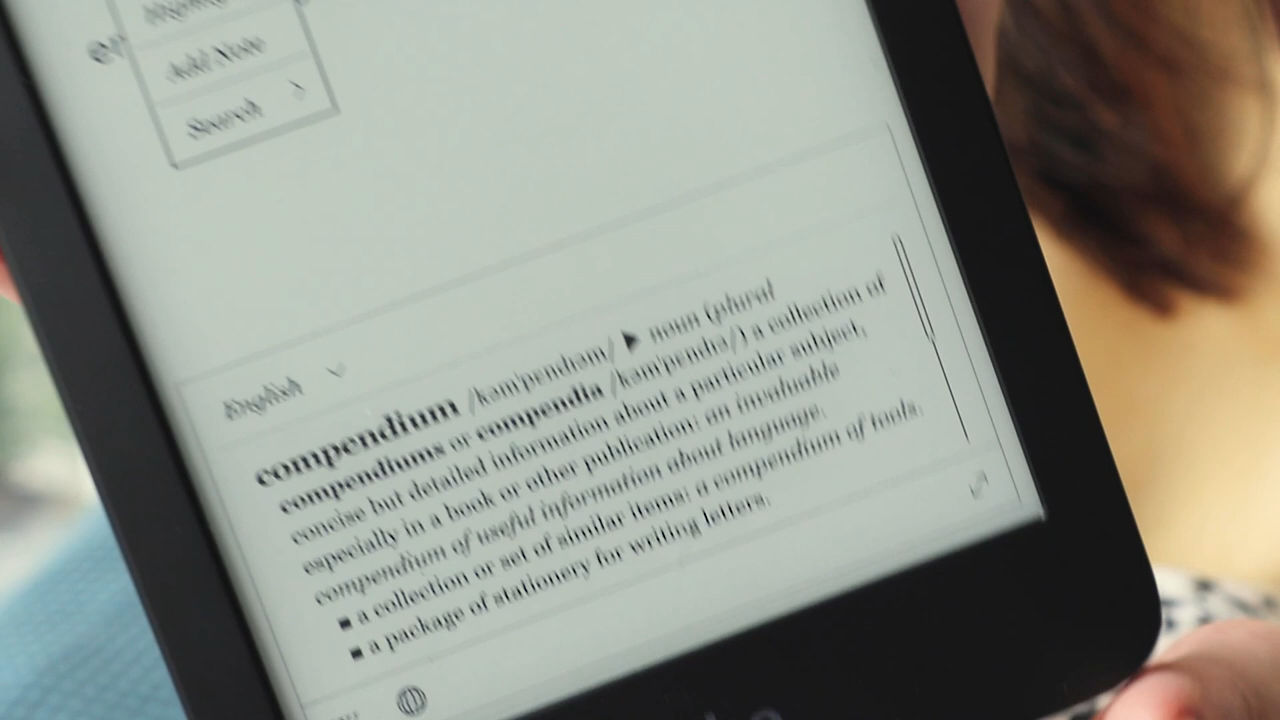 Add Note
Search
English
compendium /kəmˈpɛndɪəm/ ▶ noun (plural
compendiums or compendia /kəmˈpɛndɪə/) a collection of
concise but detailed information about a particular subject,
especially in a book or other publication: an invaluable
compendium of useful information about language.
▪ a collection or set of similar items: a compendium of tools.
▪ a package of stationery for writing letters.